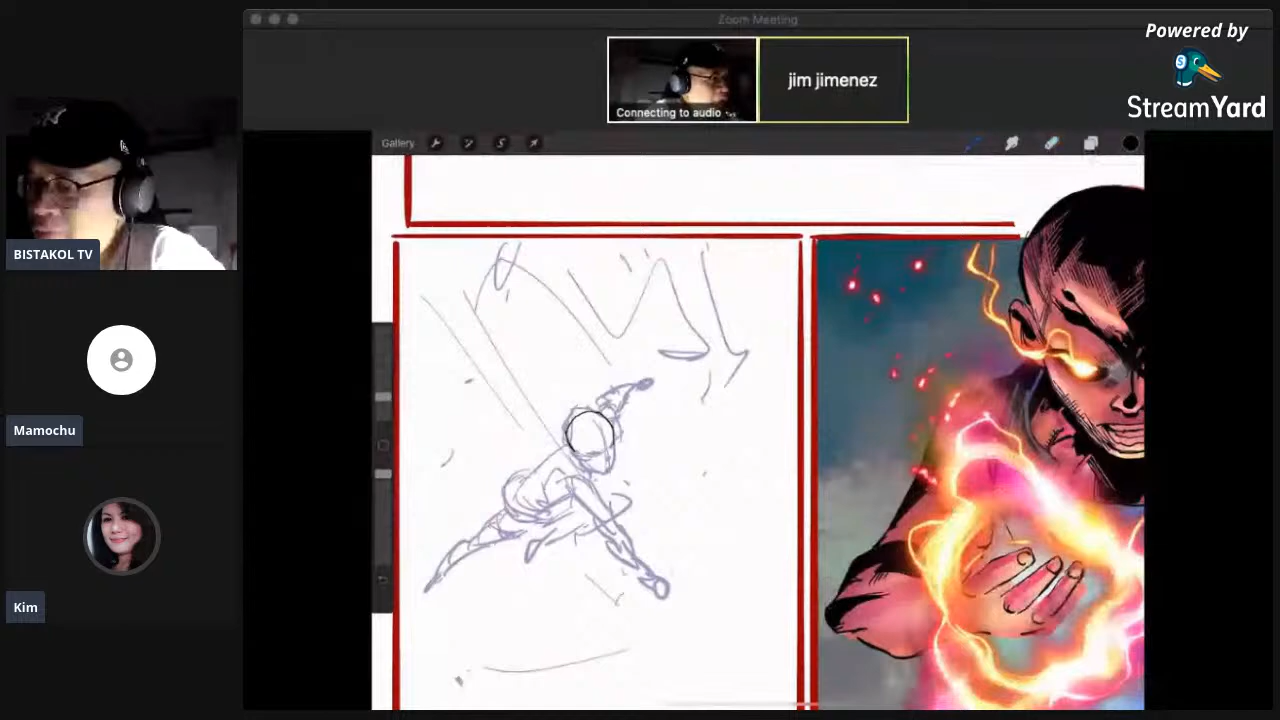 Zoom Meeting
Powered by
StreamYard
jim jimenez
Connecting to audio
Gallery
S
BISTAKOL TV
Mamochu
Kim